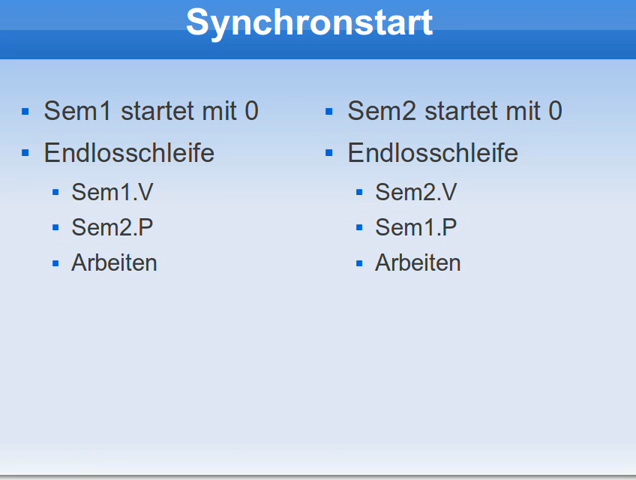 Synchronstart
Sem1 startet mit 0
Endlosschleife
Sem1.V
Sem2.P
Arbeiten
Sem2 startet mit 0
Endlosschleife
Sem2.V
Sem1.P
Arbeiten